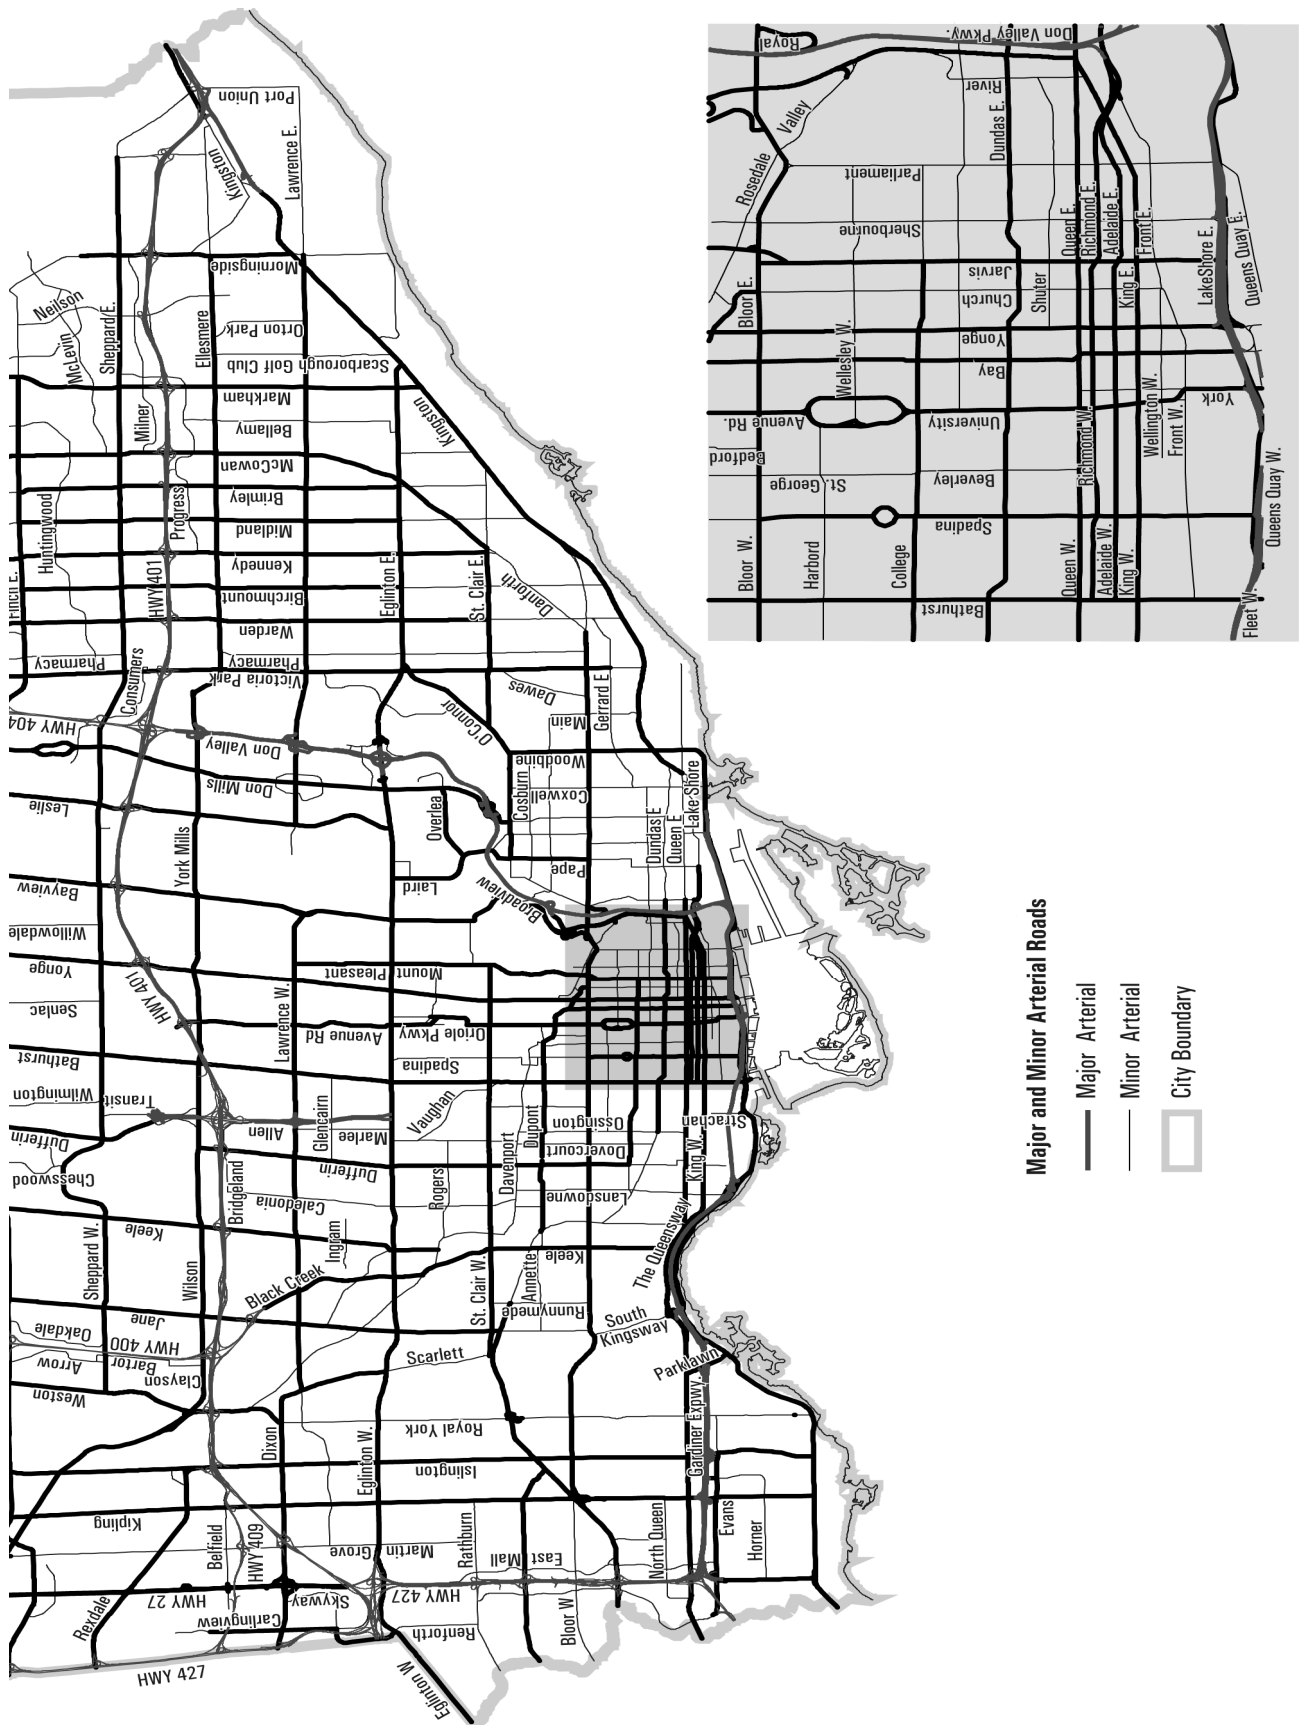 Port Union
Kingston
Lawrence E.
Morningside
Neilson
McLevin
Sheppard E.
Ellesmere
Orton Park
Scarborough Golf Club
Markham
Milner
Bellamy
Kingston
McCowan
Brimley
Progress
Huntingwood
Midland
Kennedy
HWY 401
Finch E.
Birchmount
Eglinton E.
St. Clair E.
Danforth
Warden
Pharmacy
Pharmacy
Consumers
Victoria Park
HWY 404
Dawes
O'Connor
Main
Gerrard E.
Don Valley
Don Mills
Woodbine
Coxwell
Cosburn
Leslie
Overlea
Dundas E
Queen E
Lake Shore
York Mills
Pape
Laird
Bayview
Broadview
Willowdale
Yonge
HWY 401
Mount Pleasant
Senlac
Lawrence W.
Avenue Rd
Oriole Pkwy
Bathurst
Spadina
Wilmington
Transit
Vaughan
Allen
Glencairn
Marlee
Dupont
Ossington
Strachan
Dufferin
Dufferin
Davenport
Dovercourt
King W.
Chesswood
Bridgeland
Caledonia
Rogers
Lansdowne
Keele
Ingram
The Queensway
Keele
Sheppard W.
Wilson
Black Creek
St. Clair W.
Annette
Jane
Runnymede
South
Kingsway
Oakdale
HWY 400
Arrow
Bartor
Clayson
Scarlett
Parklawn
Weston
Royal York
Gardiner Expwy.
Dixon
Eglinton W.
Islington
Kipling
Belfield
HWY 409
Martin Grove
Rathburn
East Mall
North Queen
Evans
Horner
HWY 27
Rexdale
Carlingview
Skyway
HWY 427
Renforth
Bloor W
HWY 427
Eglinton W
Royal
Don Valley Pkwy.
River
Valley
Rosedale
Dundas E.
Parliament
Sherbourne
Queen E.
Richmond E.
Adelaide E.
Front E.
LakeShore E.
Queens Quay E.
Bloor E.
Jarvis
Church
Shuter
King E.
Yonge
Bay
Wellesley W.
York
Avenue Rd.
University
Richmond W.
Wellington W.
Front W.
Bedford
St. George
Beverley
Queens Quay W.
Spadina
Bloor W.
Harbord
College
Queen W.
Adelaide W.
King W.
Bathurst
Fleet W.
Major and Minor Arterial Roads
Major Arterial
Minor Arterial
City Boundary